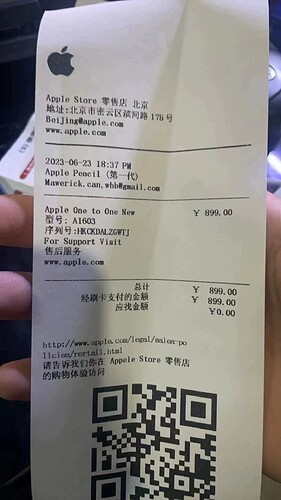 Apple Store 零售店 北京
地址:北京市密云区滨河路 178 号
Beijing@apple.com
www.apple.com
2023-06-23 18:37 PM
Apple Pencil (第一代)
Mawerick.can,whb@gmail.com
Apple One to One New ￥ 899.00
型号: A1603
序列号:HKCKDALZGWTJ
For Support Visit
售后服务
www.apple.com
总计 ￥ 899.00
经刷卡支付的金额 ￥ 899.00
应找金额 ￥0.00
http://www.apple.com/legal/malen-po
licies/rertall.html
请告诉我们你在 Apple Store 零售店
的购物体验访问